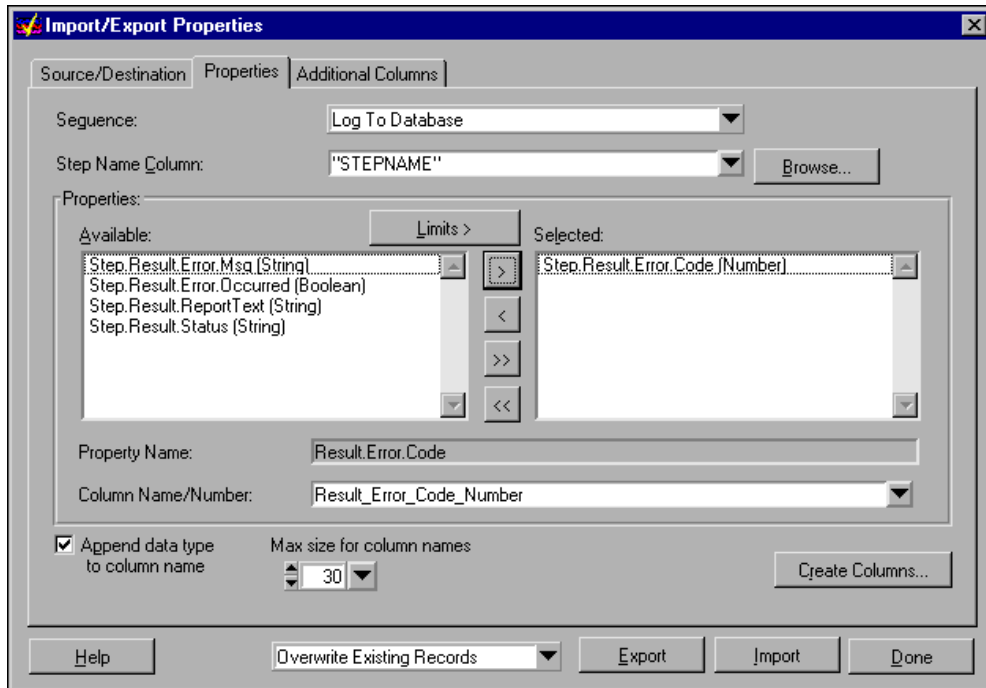 Import/Export Properties
Source/Destination Properties Additional Columns
Sequence: Log To Database
Step Name Column: "STEPNAME" Browse...
Properties:
Limits >
Available: Selected:
Step.Result.Error.Msg (String) > Step.Result.Error.Code (Number)
Step.Result.Error.Occurred (Boolean)
Step.Result.ReportText (String)
Step.Result.Status (String) <
>>
<<
Property Name: Result.Error.Code
Column Name/Number: Result_Error_Code_Number
Append data type Max size for column names
to column name 30 Create Columns...
Help Overwrite Existing Records Export Import Done